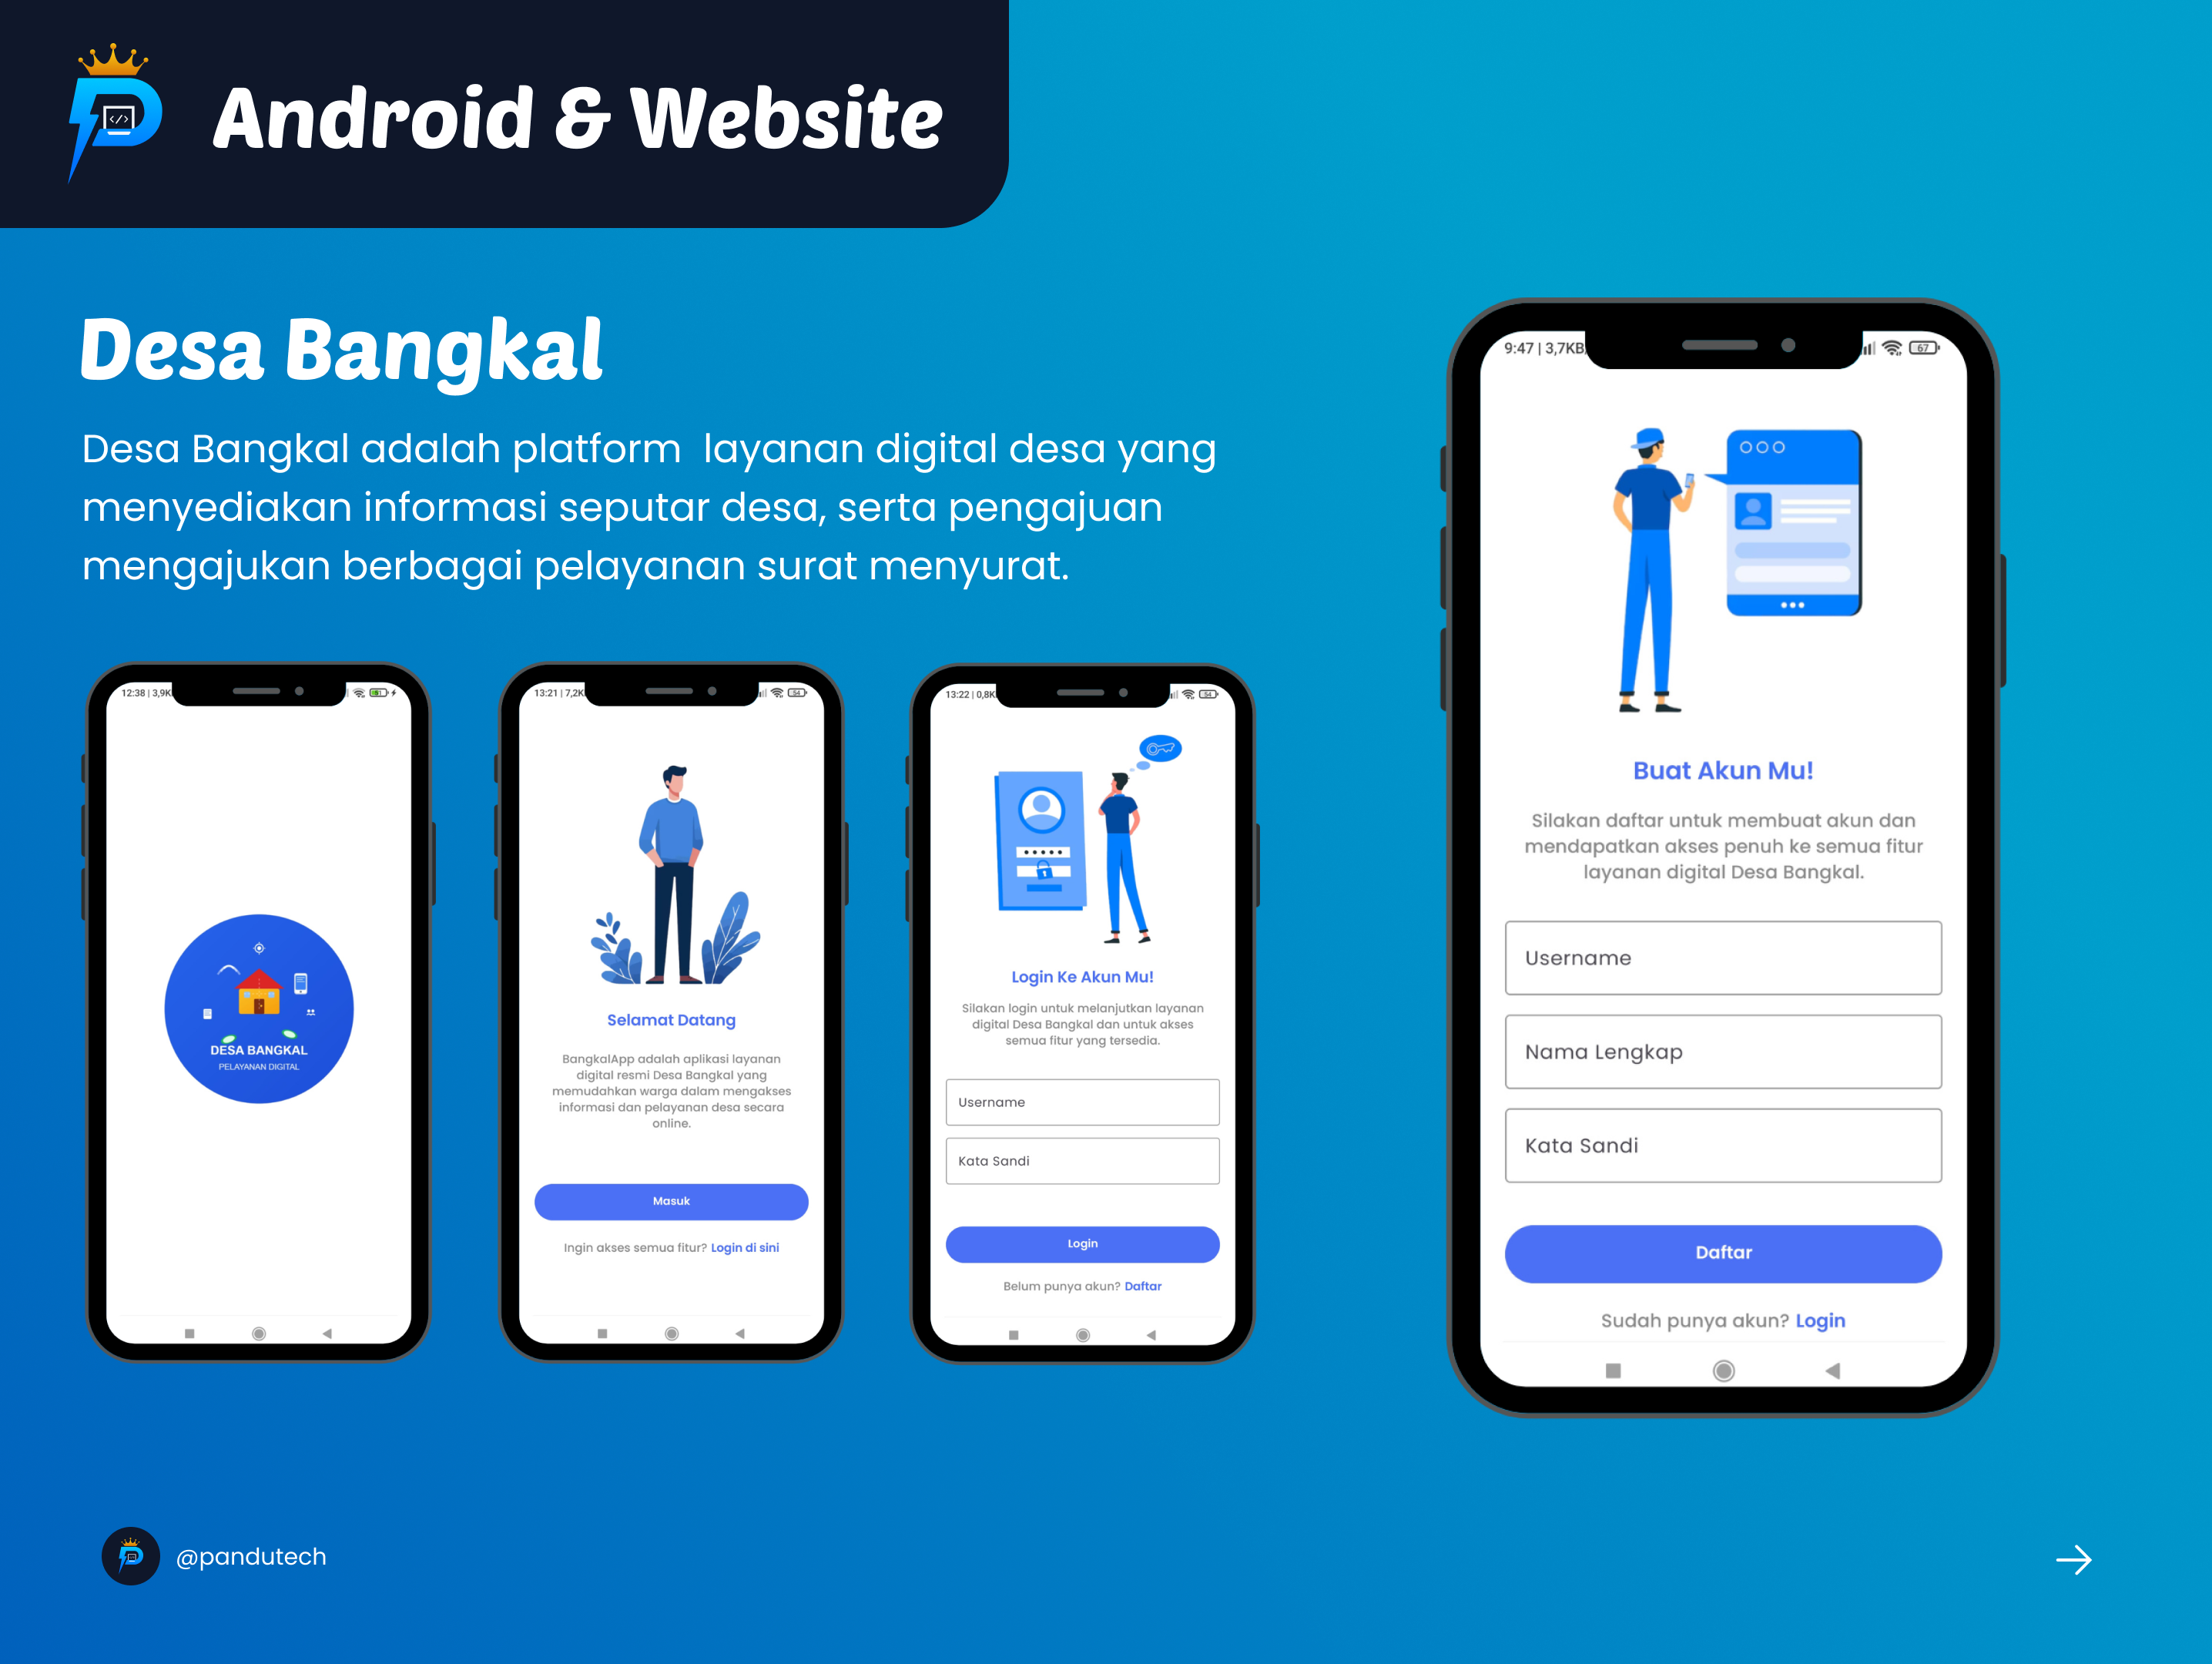 Android & Website
Desa Bangkal
Desa Bangkal adalah platform  layanan digital desa yang
menyediakan informasi seputar desa, serta pengajuan
mengajukan berbagai pelayanan surat menyurat.
12:38 | 3,9K
DESA BANGKAL
PELAYANAN DIGITAL
13:21 | 7,2K
54
Selamat Datang
BangkalApp adalah aplikasi layanan
digital resmi Desa Bangkal yang
memudahkan warga dalam mengakses
informasi dan pelayanan desa secara
online.
Masuk
Ingin akses semua fitur? Login di sini
13:22 | 0,8K
54
Login Ke Akun Mu!
Silakan login untuk melanjutkan layanan
digital Desa Bangkal dan untuk akses
semua fitur yang tersedia.
Username
Kata Sandi
Login
Belum punya akun? Daftar
9:47 | 3,7KB
67
Buat Akun Mu!
Silakan daftar untuk membuat akun dan
mendapatkan akses penuh ke semua fitur
layanan digital Desa Bangkal.
Username
Nama Lengkap
Kata Sandi
Daftar
Sudah punya akun? Login
@pandutech